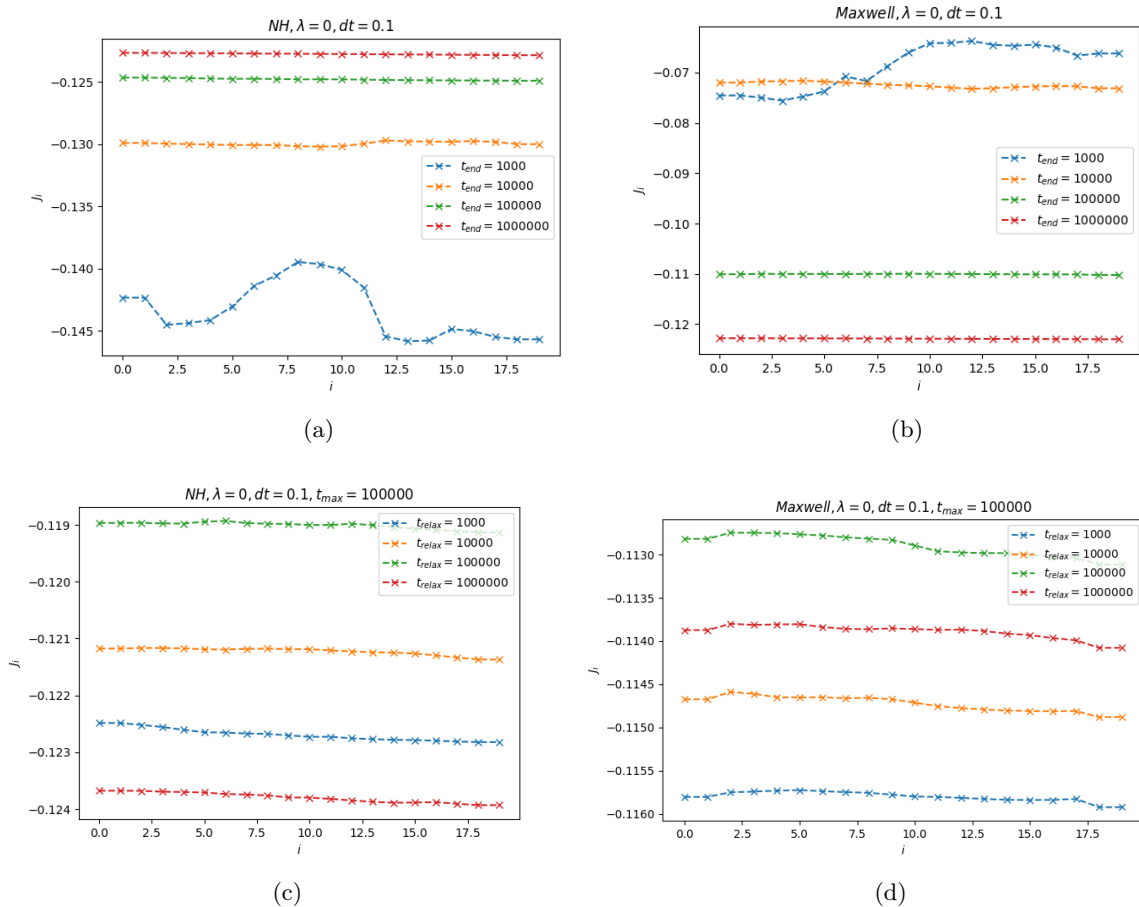 NH, λ = 0, dt = 0.1
−0.125
−0.130
−0.135
−0.140
−0.145
J_i
t_end = 1000
t_end = 10000
t_end = 100000
t_end = 1000000
0.0 2.5 5.0 7.5 10.0 12.5 15.0 17.5
i
(a)
Maxwell, λ = 0, dt = 0.1
−0.07
−0.08
−0.09
−0.10
−0.11
−0.12
J_i
t_end = 1000
t_end = 10000
t_end = 100000
t_end = 1000000
0.0 2.5 5.0 7.5 10.0 12.5 15.0 17.5
i
(b)
NH, λ = 0, dt = 0.1, t_max = 100000
−0.119
−0.120
−0.121
−0.122
−0.123
−0.124
J_i
t_relax = 1000
t_relax = 10000
t_relax = 100000
t_relax = 1000000
0.0 2.5 5.0 7.5 10.0 12.5 15.0 17.5
i
(c)
Maxwell, λ = 0, dt = 0.1, t_max = 100000
−0.1130
−0.1135
−0.1140
−0.1145
−0.1150
−0.1155
−0.1160
J_i
t_relax = 1000
t_relax = 10000
t_relax = 100000
t_relax = 1000000
0.0 2.5 5.0 7.5 10.0 12.5 15.0 17.5
i
(d)